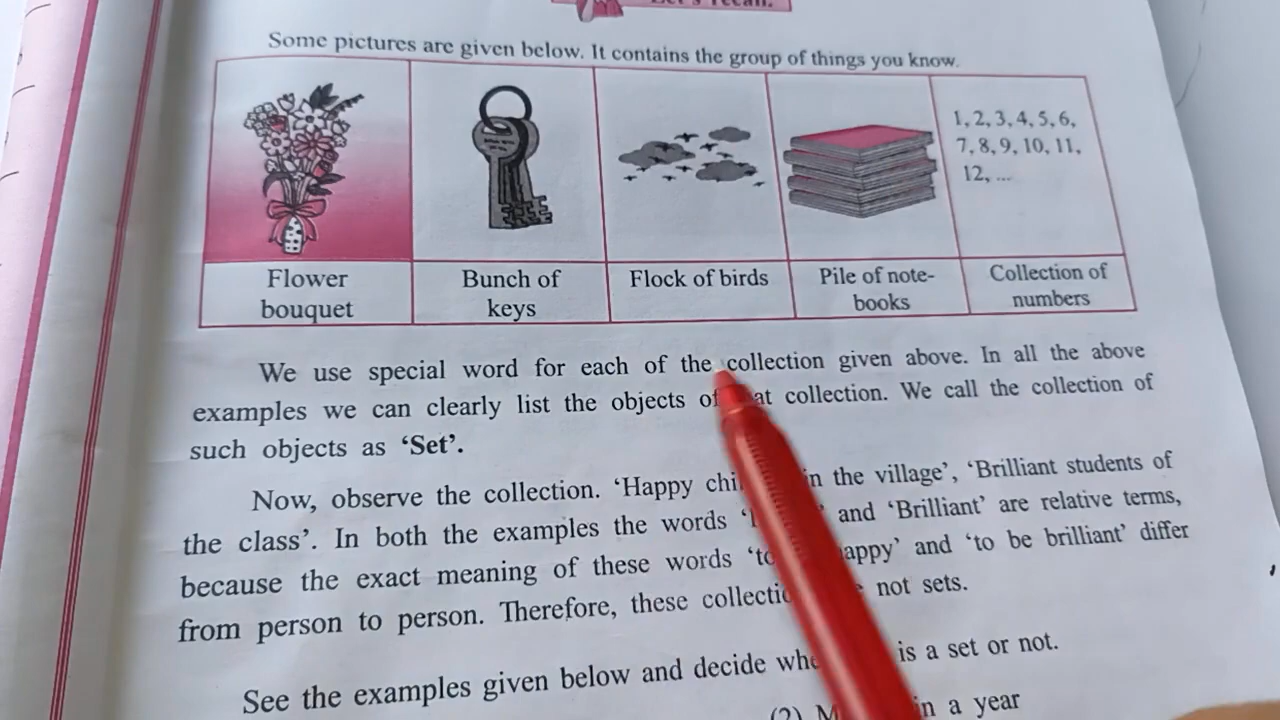 Let's recall.
Some pictures are given below. It contains the group of things you know.
1, 2, 3, 4, 5, 6,
7, 8, 9, 10, 11,
12, ...
Flower bouquet
Bunch of keys
Flock of birds
Pile of note-books
Collection of numbers
We use special word for each of the collection given above. In all the above
examples we can clearly list the objects of collection. We call the collection of
such objects as ‘Set’.
Now, observe the collection. ‘Happy in the village’, ‘Brilliant students of
the class’. In both the examples the words and ‘Brilliant’ are relative terms,
because the exact meaning of these words and ‘to be brilliant’ differ
from person to person. Therefore, these not sets.
See the examples given below and decide is a set or not.
(2) in a year